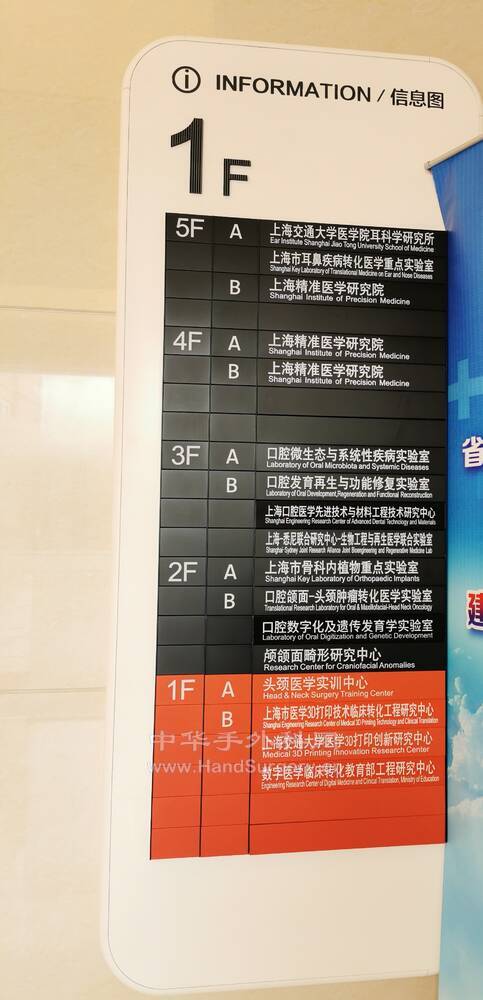 INFORMATION / 信息图
1F
5F A 上海交通大学医学院耳科学研究所
Ear Institute Shanghai Jiao Tong University School of Medicine
上海市耳鼻疾病转化医学重点实验室
Shanghai Key Laboratory of Translational Medicine on Ear and Nose Diseases
B 上海精准医学研究院
Shanghai Institute of Precision Medicine
4F A 上海精准医学研究院
Shanghai Institute of Precision Medicine
B 上海精准医学研究院
Shanghai Institute of Precision Medicine
3F A 口腔微生态与系统性疾病实验室
Laboratory of Oral Microbiota and Systemic Diseases
B 口腔发育再生与功能修复实验室
Laboratory of Oral Development,Regeneration and Functional Reconstruction
上海口腔医学先进技术与材料工程技术研究中心
Shanghai Engineering Research Center of Advanced Dental Technology and Materials
上海-悉尼联合研究中心-生物工程与再生医学联合实验室
Shanghai Sydney Joint Research Alliance Joint Bioengineering and Regenerative Medicine Lab
2F A 上海市骨科内植物重点实验室
Shanghai Key Laboratory of Orthopaedic Implants
B 口腔颌面-头颈肿瘤转化医学实验室
Translational Research Laboratory for Oral & Maxillofacial-Head Neck Oncology
口腔数字化及遗传发育学实验室
Laboratory of Oral Digitization and Genetic Development
颅颌面畸形研究中心
Research Center for Craniofacial Anomalies
1F A 头颈医学实训中心
Head & Neck Surgery Training Center
B 上海市医学3D打印技术临床转化工程研究中心
Shanghai Engineering Research Center of Medical 3D Printing Technology and Clinical Translation
上海交通大学医学3D打印创新研究中心
Medical 3D Printing Innovation Research Center
数字医学临床转化教育部工程研究中心
Engineering Research Center of Digital Medicine and Clinical Translation, Ministry of Education
中华手外科网
www.HandSurgery.cn
省
建